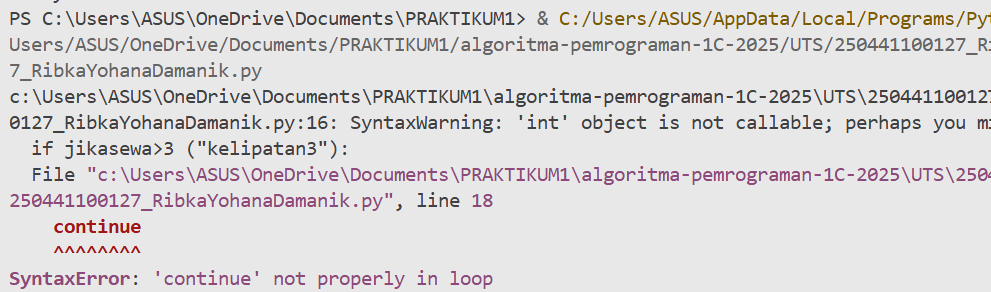 PS C:\Users\ASUS\OneDrive\Documents\PRAKTIKUM1> & C:/Users/ASUS/AppData/Local/Programs/Pyt
Users/ASUS/OneDrive/Documents/PRAKTIKUM1/algoritma-pemrograman-1C-2025/UTS/250441100127_Ri
7_RibkaYohanaDamanik.py
c:\Users\ASUS\OneDrive\Documents\PRAKTIKUM1\algoritma-pemrograman-1C-2025\UTS\250441100127
0127_RibkaYohanaDamanik.py:16: SyntaxWarning: 'int' object is not callable; perhaps you mi
  if jikasewa>3 ("kelipatan3"):
  File "c:\Users\ASUS\OneDrive\Documents\PRAKTIKUM1\algoritma-pemrograman-1C-2025\UTS\2504
250441100127_RibkaYohanaDamanik.py", line 18
    continue
    ^^^^^^^^
SyntaxError: 'continue' not properly in loop